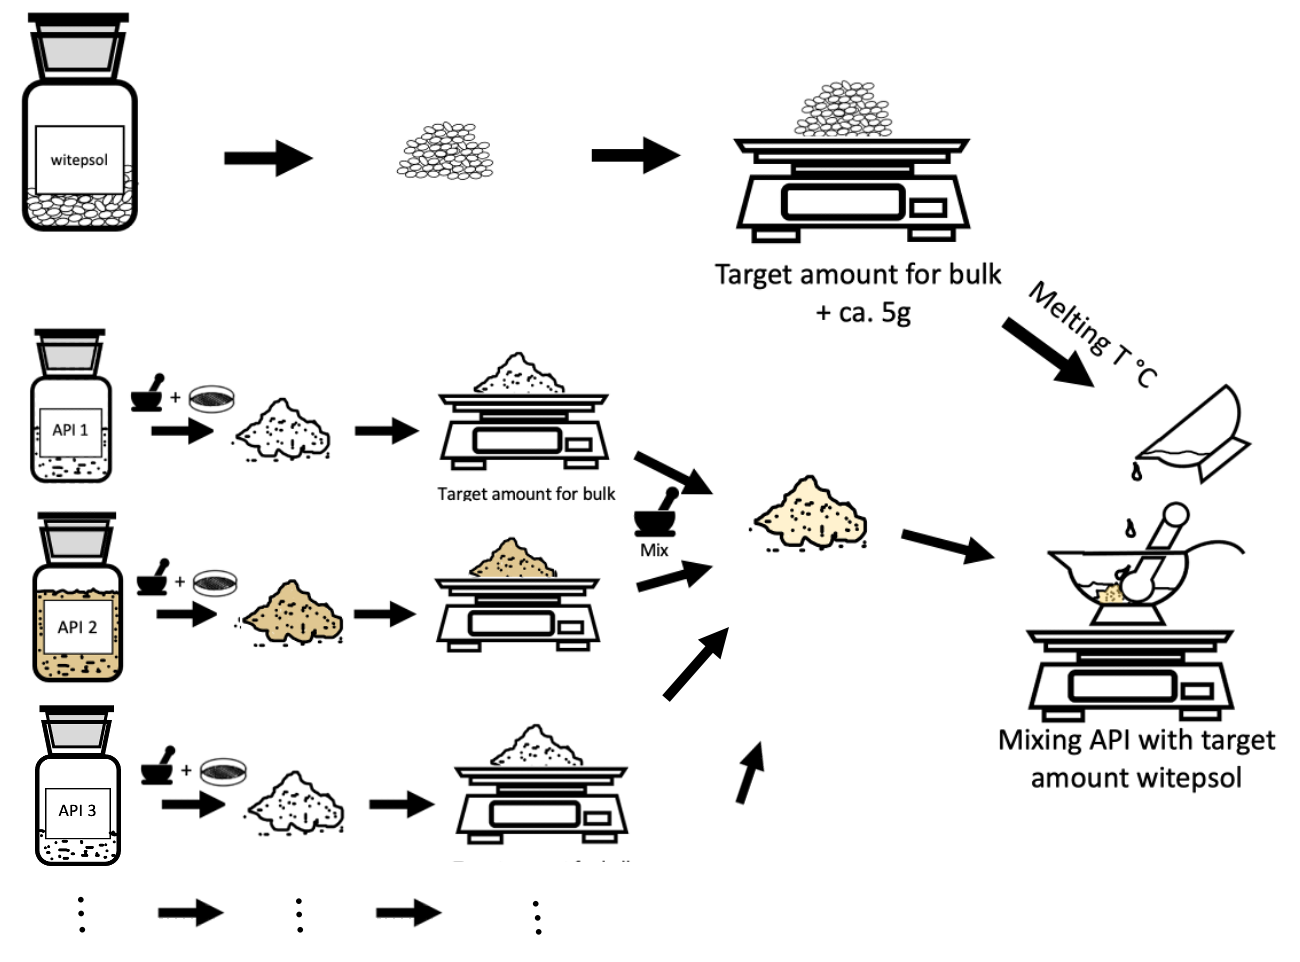 witepsol
Target amount for bulk
+ ca. 5g
Melting T °C
API 1
+
Target amount for bulk
API 2
+
Mix
API 3
+
Mixing API with target
amount witepsol